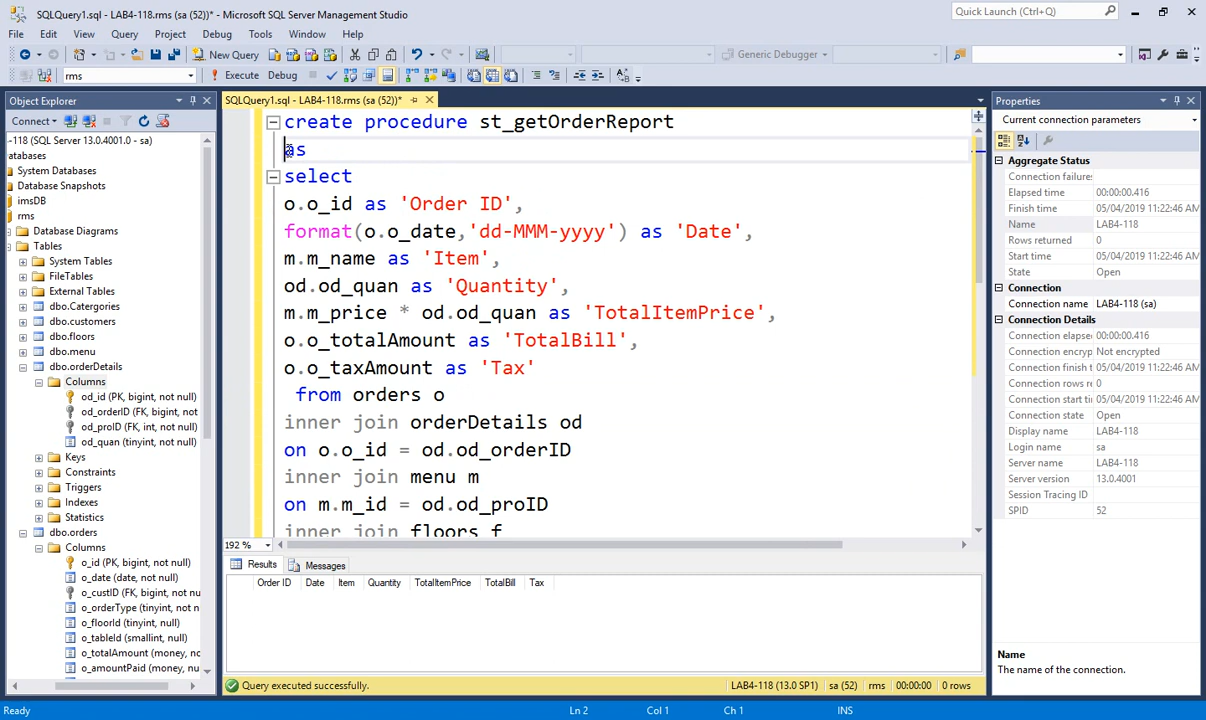 SQLQuery1.sql - LAB4-118.rms (sa (52))* - Microsoft SQL Server Management Studio
Quick Launch (Ctrl+Q)
File Edit View Query Project Debug Tools Window Help
New Query
Generic Debugger
rms
Execute Debug
Object Explorer
SQLQuery1.sql - LAB4-118.rms (sa (52))*
Properties
Connect
Current connection parameters
-118 (SQL Server 13.0.4001.0 - sa)
atabases
System Databases
Database Snapshots
imsDB
rms
Database Diagrams
Tables
System Tables
FileTables
External Tables
dbo.Catergories
dbo.customers
dbo.floors
dbo.menu
dbo.orderDetails
Columns
od_id (PK, bigint, not null)
od_orderID (FK, bigint, not
od_proID (FK, int, not null)
od_quan (tinyint, not null)
Keys
Constraints
Triggers
Indexes
Statistics
dbo.orders
Columns
o_id (PK, bigint, not null)
o_date (date, not null)
o_custID (FK, bigint, not nu
o_orderType (tinyint, not nu
o_floorId (tinyint, null)
o_tableId (smallint, null)
o_totalAmount (money, no
o_amountPaid (money, null)
create procedure st_getOrderReport
as
select
o.o_id as 'Order ID',
format(o.o_date,'dd-MMM-yyyy') as 'Date',
m.m_name as 'Item',
od.od_quan as 'Quantity',
m.m_price * od.od_quan as 'TotalItemPrice',
o.o_totalAmount as 'TotalBill',
o.o_taxAmount as 'Tax'
from orders o
inner join orderDetails od
on o.o_id = od.od_orderID
inner join menu m
on m.m_id = od.od_proID
inner join floors f
192 %
Results Messages
Order ID Date Item Quantity TotalItemPrice TotalBill Tax
Query executed successfully.
LAB4-118 (13.0 SP1) sa (52) rms 00:00:00 0 rows
Aggregate Status
Connection failure
Elapsed time 00:00:00.416
Finish time 05/04/2019 11:22:46 AM
Name LAB4-118
Rows returned 0
Start time 05/04/2019 11:22:46 AM
State Open
Connection
Connection name LAB4-118 (sa)
Connection Details
Connection elapse 00:00:00.416
Connection encryp Not encrypted
Connection finish t 05/04/2019 11:22:46 AM
Connection rows re 0
Connection start ti 05/04/2019 11:22:46 AM
Connection state Open
Display name LAB4-118
Login name sa
Server name LAB4-118
Server version 13.0.4001
Session Tracing ID
SPID 52
Name
The name of the connection.
Ready
Ln 2 Col 1 Ch 1 INS